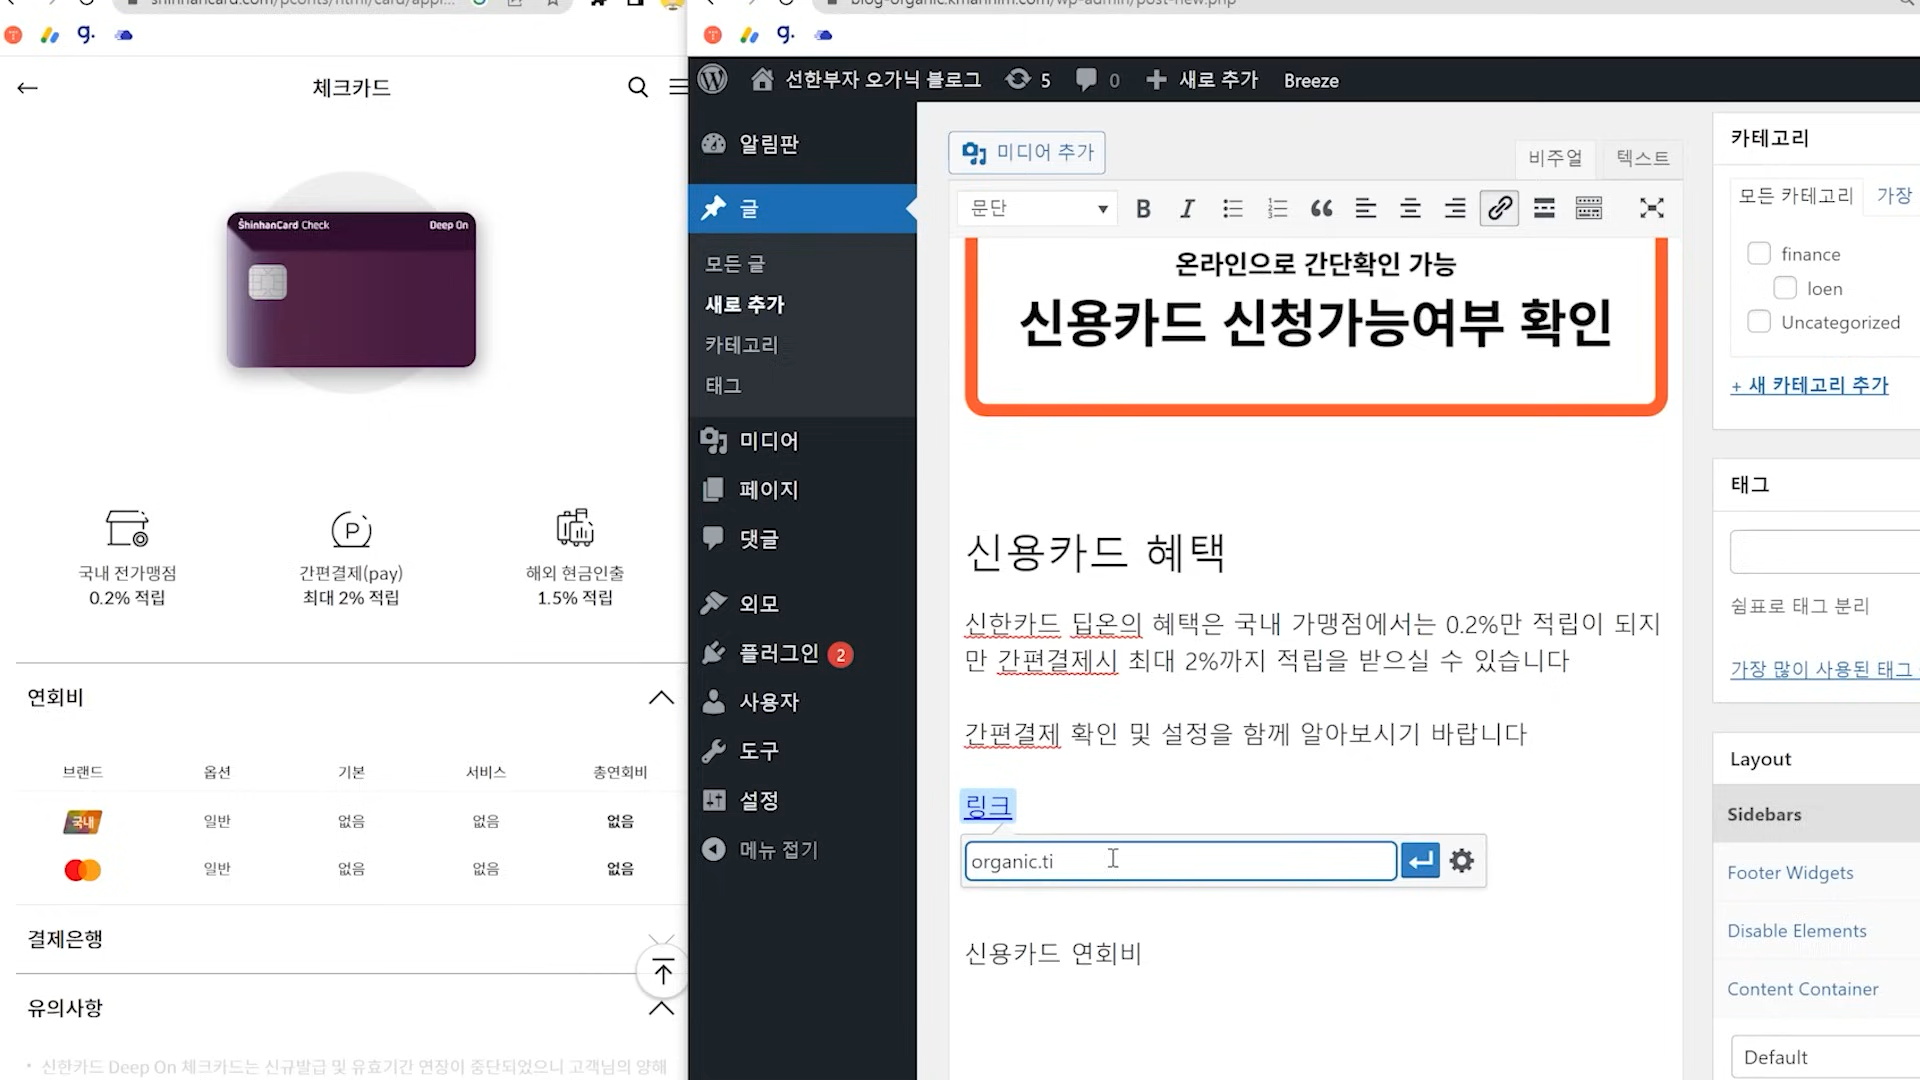 체크카드
ShinhanCard Check
Deep On
국내 전가맹점
0.2% 적립
간편결제(pay)
최대 2% 적립
해외 현금인출
1.5% 적립
연회비
브랜드 옵션 기본 서비스 총연회비
국내 일반 없음 없음 없음
일반 없음 없음 없음
결제은행
유의사항
• 신한카드 Deep On 체크카드는 신규발급 및 유효기간 연장이 중단되었으니 고객님의 양해
blog-organic.kmannim.com/wp-admin/post-new.php
선한부자 오가닉 블로그 5 0 새로 추가 Breeze
알림판
글
모든 글
새로 추가
카테고리
태그
미디어
페이지
댓글
외모
플러그인 2
사용자
도구
설정
메뉴 접기
미디어 추가
비주얼 텍스트
문단
온라인으로 간단확인 가능
신용카드 신청가능여부 확인
신용카드 혜택
신한카드 딥온의 혜택은 국내 가맹점에서는 0.2%만 적립이 되지
만 간편결제시 최대 2%까지 적립을 받으실 수 있습니다
간편결제 확인 및 설정을 함께 알아보시기 바랍니다
링크
organic.ti
신용카드 연회비
카테고리
모든 카테고리 가장
finance
loen
Uncategorized
+ 새 카테고리 추가
태그
쉼표로 태그 분리
가장 많이 사용된 태그
Layout
Sidebars
Footer Widgets
Disable Elements
Content Container
Default